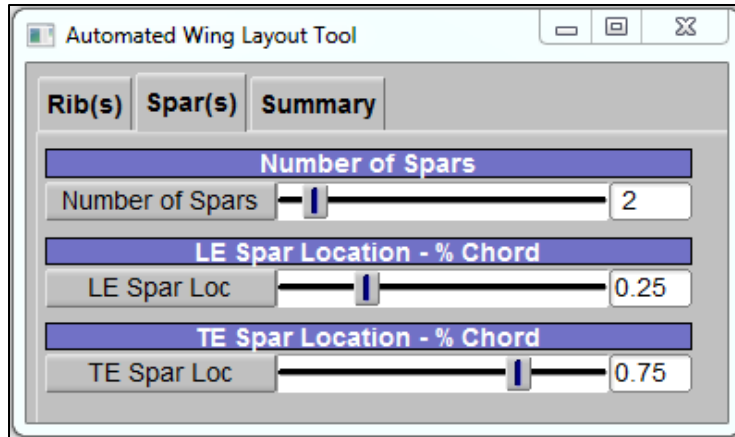 Automated Wing Layout Tool
Rib(s) Spar(s) Summary
Number of Spars
Number of Spars 2
LE Spar Location - % Chord
LE Spar Loc 0.25
TE Spar Location - % Chord
TE Spar Loc 0.75